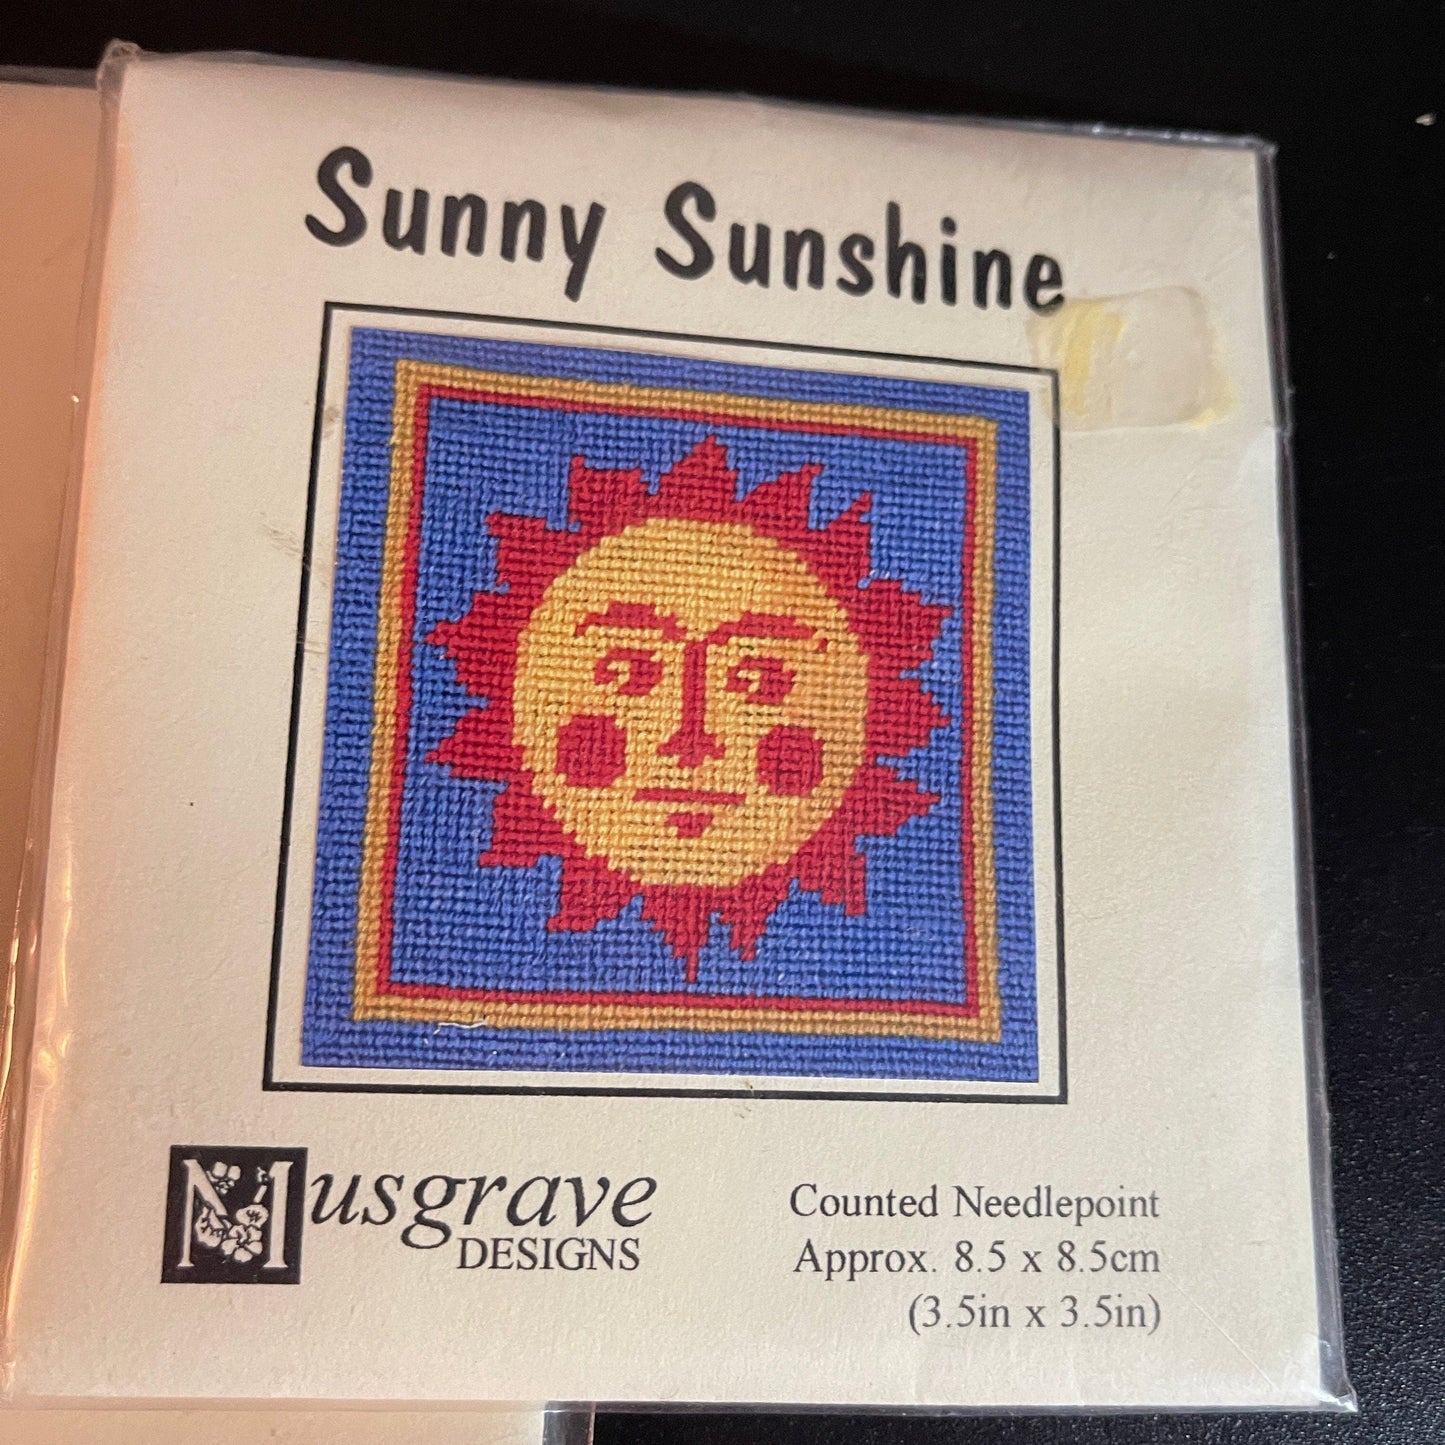 Sunny Sunshine
Musgrave
DESIGNS
Counted Needlepoint
Approx. 8.5 x 8.5cm
(3.5in x 3.5in)